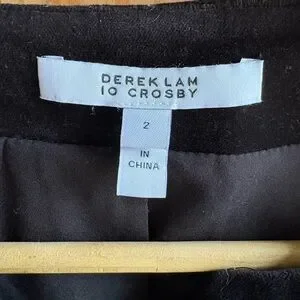 DEREK LAM
10 CROSBY
2
IN
CHINA